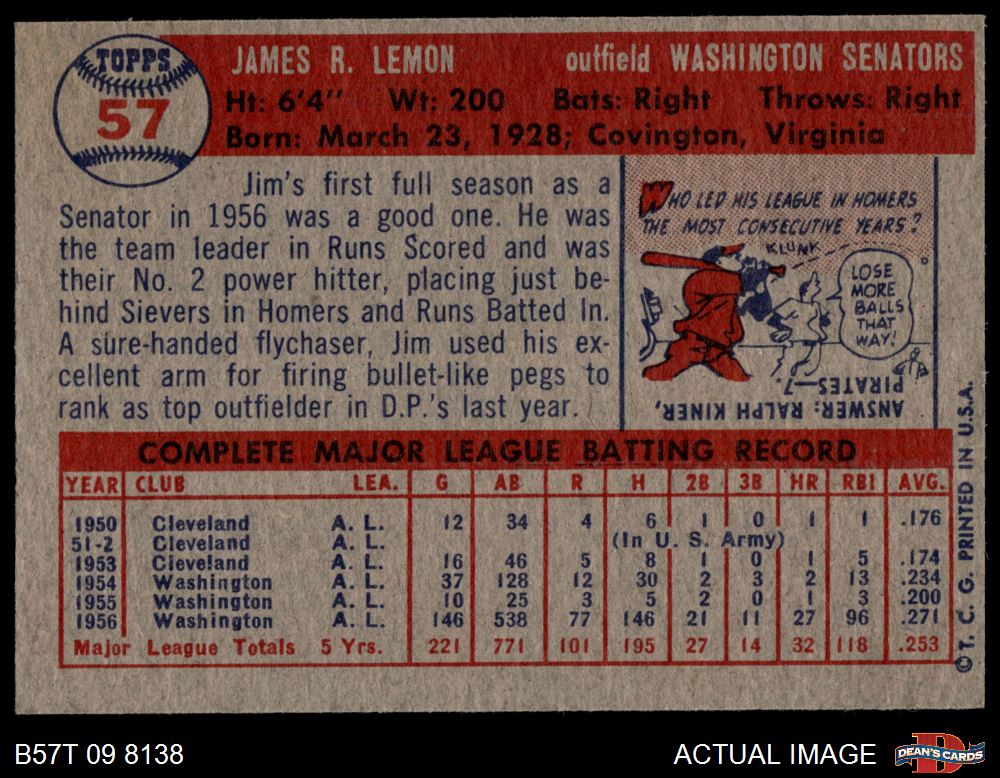 TOPPS
57
JAMES R. LEMON outfield WASHINGTON SENATORS
Ht: 6'4" Wt: 200 Bats: Right Throws: Right
Born: March 23, 1928; Covington, Virginia
Jim's first full season as a
Senator in 1956 was a good one. He was
the team leader in Runs Scored and was
their No. 2 power hitter, placing just be-
hind Sievers in Homers and Runs Batted In.
A sure-handed flychaser, Jim used his ex-
cellent arm for firing bullet-like pegs to
rank as top outfielder in D.P.'s last year.
WHO LED HIS LEAGUE IN HOMERS
THE MOST CONSECUTIVE YEARS?
KLUNK
LOSE
MORE
BALLS
THAT
WAY!
ANSWER: RALPH KINER,
PIRATES—7.
COMPLETE MAJOR LEAGUE BATTING RECORD
YEAR CLUB LEA. G AB R H 2B 3B HR RBI AVG.
1950 Cleveland A. L. 12 34 4 6 1 0 1 1 .176
51-2 Cleveland A. L. (In U. S. Army)
1953 Cleveland A. L. 16 46 5 8 1 0 1 5 .174
1954 Washington A. L. 37 128 12 30 2 3 2 13 .234
1955 Washington A. L. 10 25 3 5 2 0 1 3 .200
1956 Washington A. L. 146 538 77 146 21 11 27 96 .271
Major League Totals 5 Yrs. 221 771 101 195 27 14 32 118 .253
© T. C. G. PRINTED IN U.S.A.
B57T 09 8138 ACTUAL IMAGE
DEAN'S CARDS